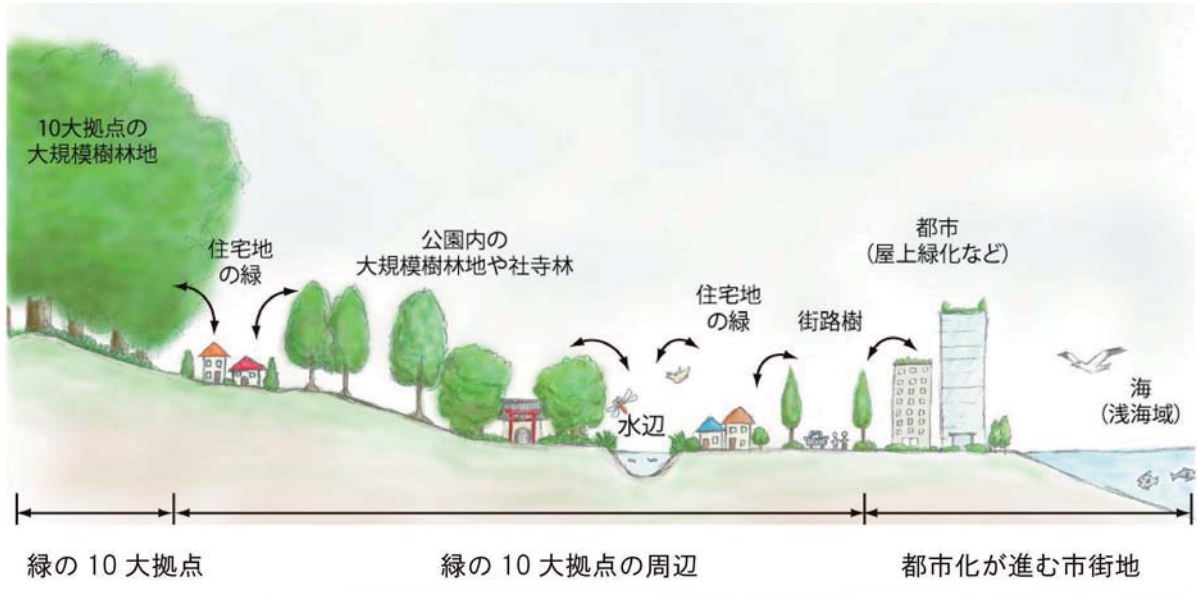 10大拠点の
大規模樹林地
住宅地
の緑
公園内の
大規模樹林地や社寺林
水辺
住宅地
の緑
街路樹
都市
（屋上緑化など）
海
（浅海域）
緑の 10 大拠点
緑の 10 大拠点の周辺
都市化が進む市街地